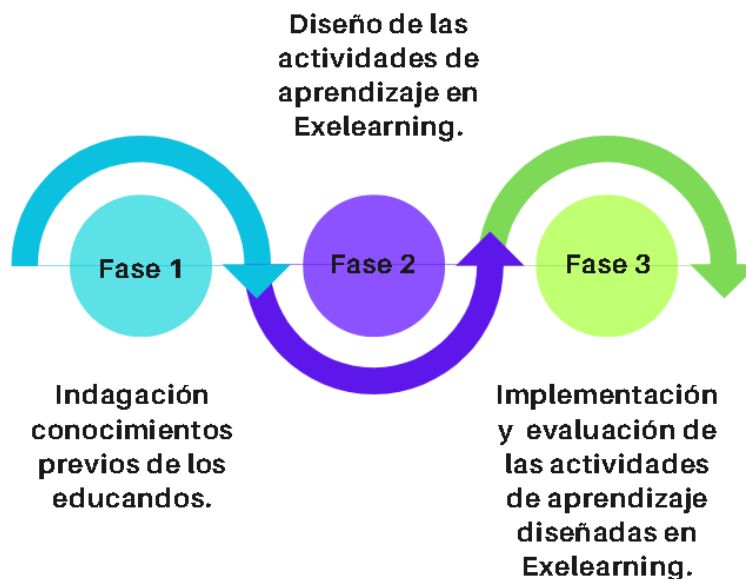 Diseño de las
actividades de
aprendizaje en
Exelearning.
Fase 1
Fase 2
Fase 3
Indagación
conocimientos
previos de los
educandos.
Implementación
y evaluación de
las actividades
de aprendizaje
diseñadas en
Exelearning.